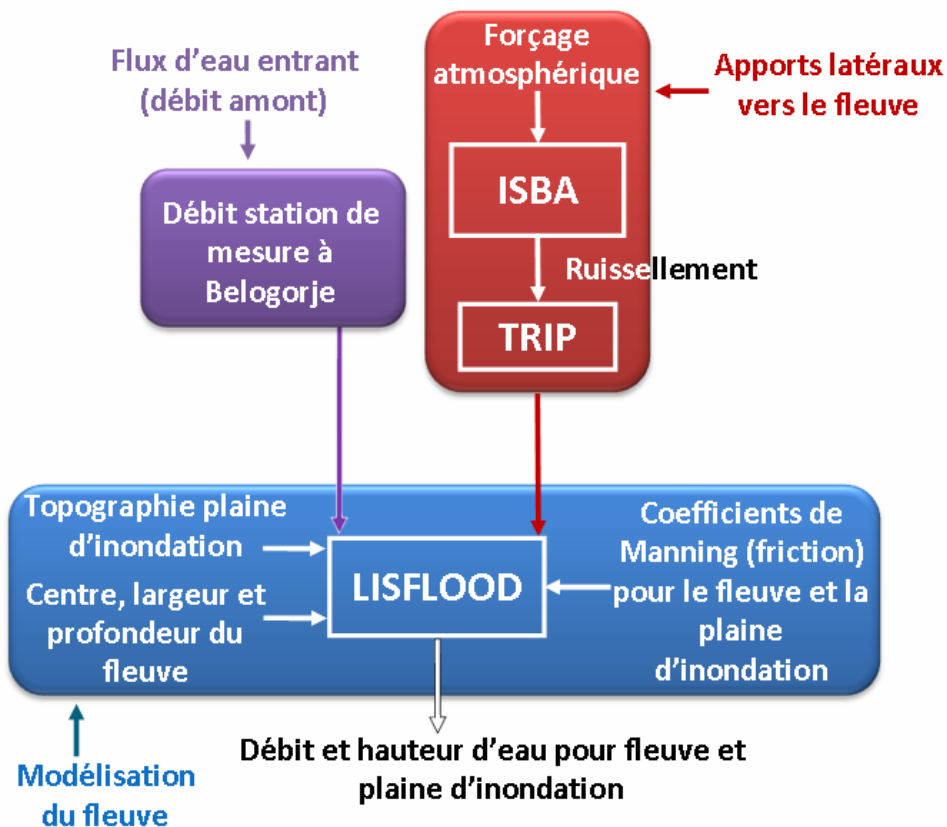 Flux d'eau entrant
(débit amont)
Débit station de
mesure à
Belogorje
Forçage
atmosphérique
ISBA
Ruissellement
TRIP
Apports latéraux
vers le fleuve
Topographie plaine
d'inondation
Centre, largeur et
profondeur du
fleuve
LISFLOOD
Coefficients de
Manning (friction)
pour le fleuve et la
plaine
d'inondation
Modélisation
du fleuve
Débit et hauteur d'eau pour fleuve et
plaine d'inondation